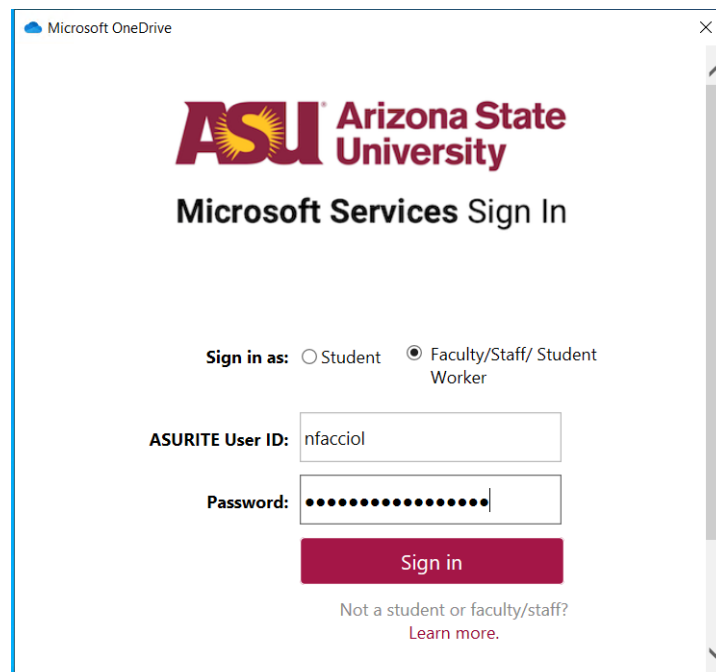 Microsoft OneDrive
ASU Arizona State
University
Microsoft Services Sign In
Sign in as: Student Faculty/Staff/ Student
Worker
ASURITE User ID: nfacciol
Password: ●●●●●●●●●●●●●●●●●
Sign in
Not a student or faculty/staff?
Learn more.